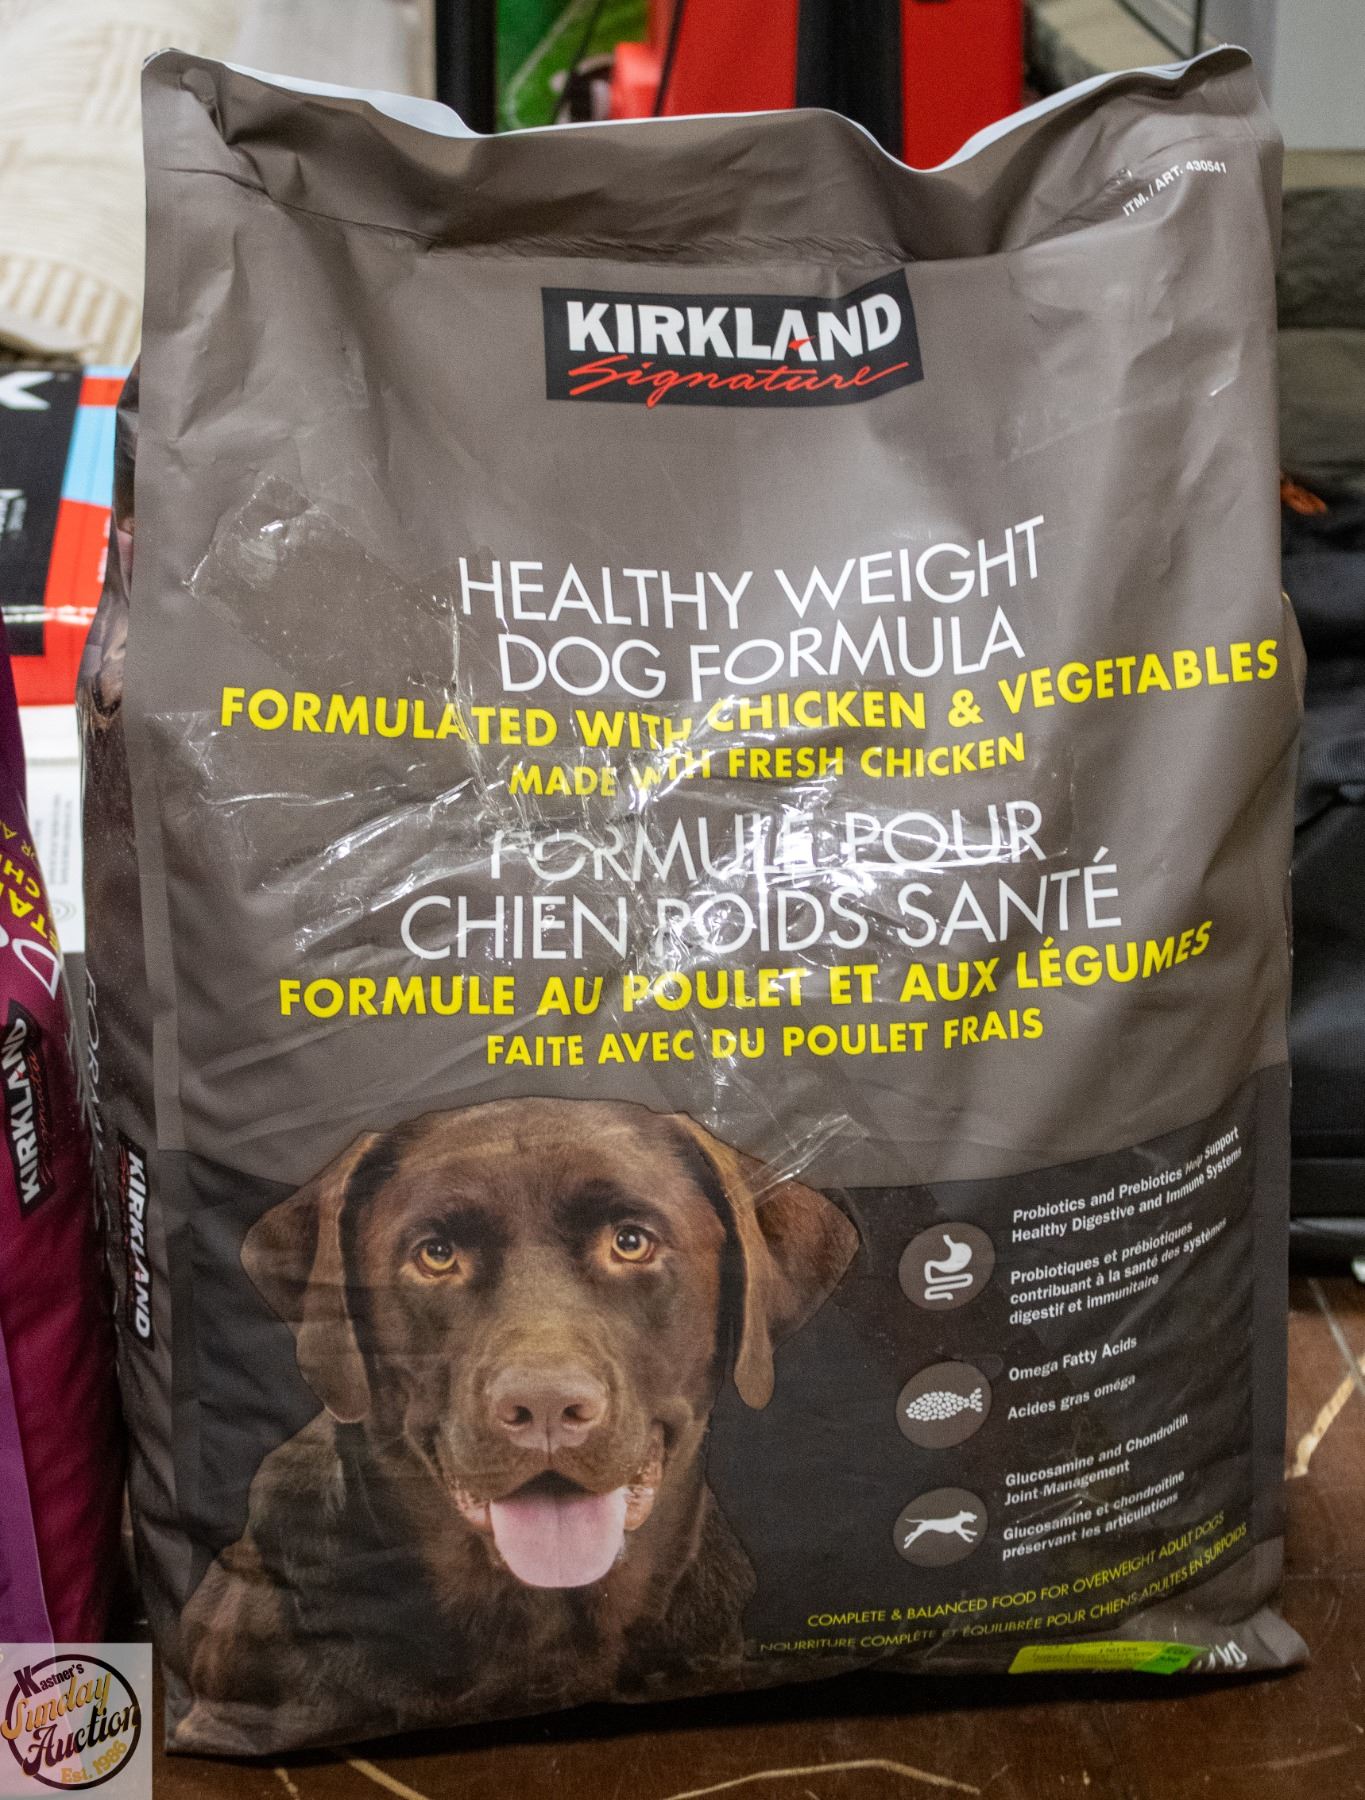 ITM. / ART. 430541
KIRKLAND
Signature
HEALTHY WEIGHT
DOG FORMULA
FORMULATED WITH CHICKEN & VEGETABLES
MADE WITH FRESH CHICKEN
FORMULE POUR
CHIEN POIDS SANTÉ
FORMULE AU POULET ET AUX LÉGUMES
FAITE AVEC DU POULET FRAIS
Probiotics and Prebiotics Help Support
Healthy Digestive and Immune Systems
Probiotiques et prébiotiques
contribuant à la santé des systèmes
digestif et immunitaire
Omega Fatty Acids
Acides gras oméga
Glucosamine and Chondroitin
Joint Management
Glucosamine et chondroïtine
préservant les articulations
COMPLETE & BALANCED FOOD FOR OVERWEIGHT ADULT DOGS
NOURRITURE COMPLÈTE ET ÉQUILIBRÉE POUR CHIENS ADULTES EN SURPOIDS
kg
KIRKLAND
KIRKLAND
Signature
Kastner's
Sunday
Auction
Est. 1986